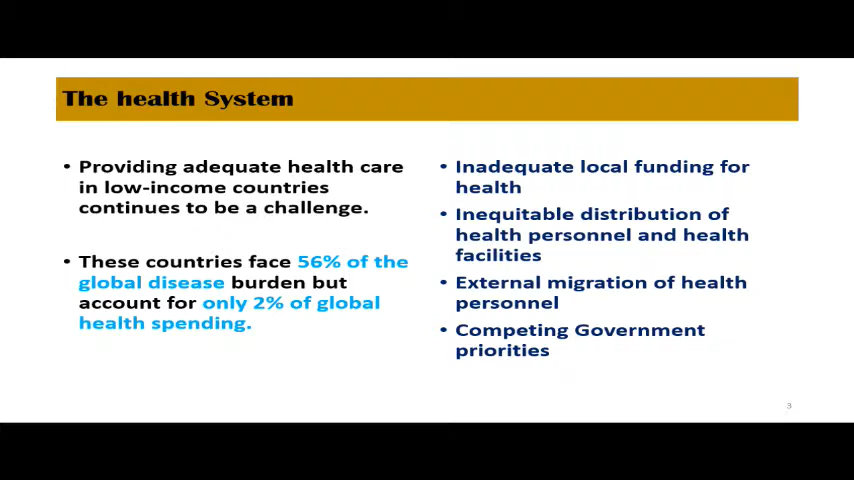 The health System
• Providing adequate health care
in low-income countries
continues to be a challenge.
• These countries face 56% of the
global disease burden but
account for only 2% of global
health spending.
• Inadequate local funding for
health
• Inequitable distribution of
health personnel and health
facilities
• External migration of health
personnel
• Competing Government
priorities
3